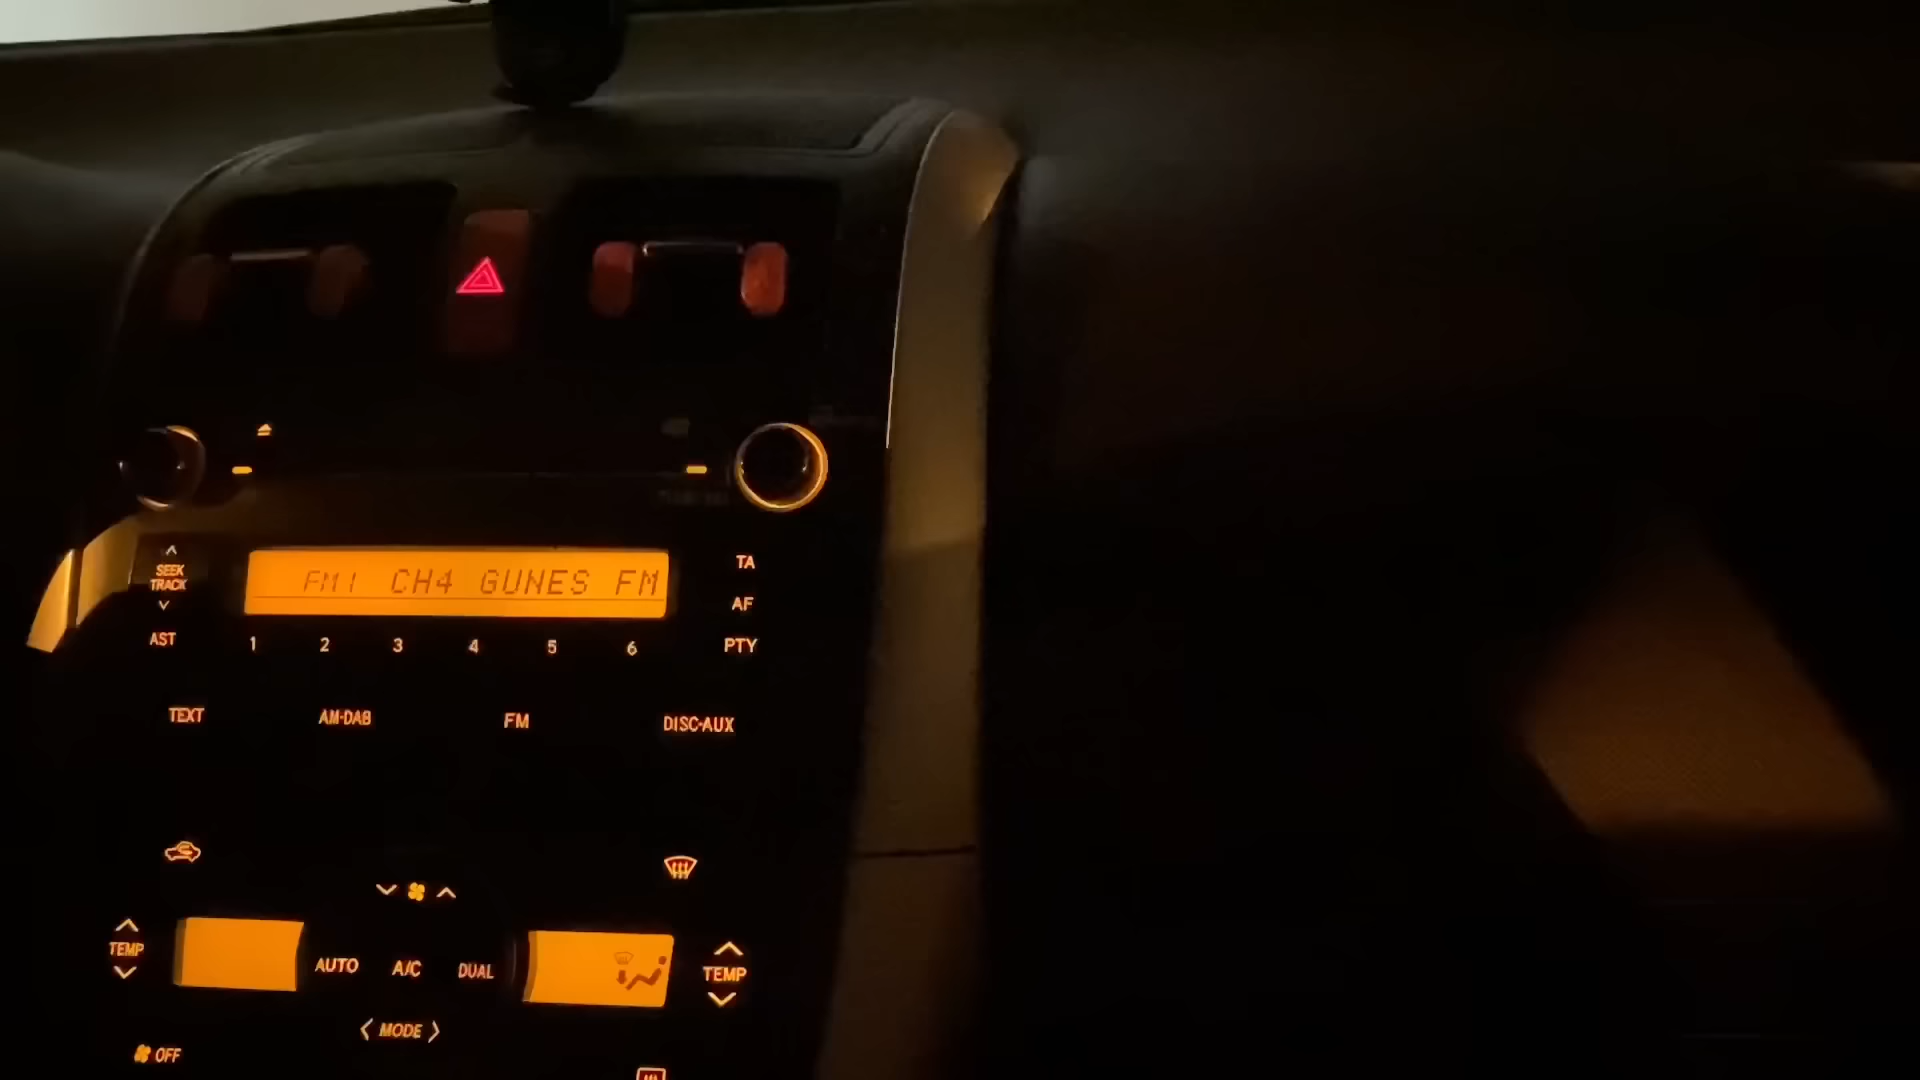 SEEK
TRACK
FM1 CH4 GUNES FM
TA
AF
AST
1 2 3 4 5 6
PTY
TEXT AM·DAB FM DISC·AUX
TEMP
AUTO A/C DUAL
TEMP
MODE
OFF